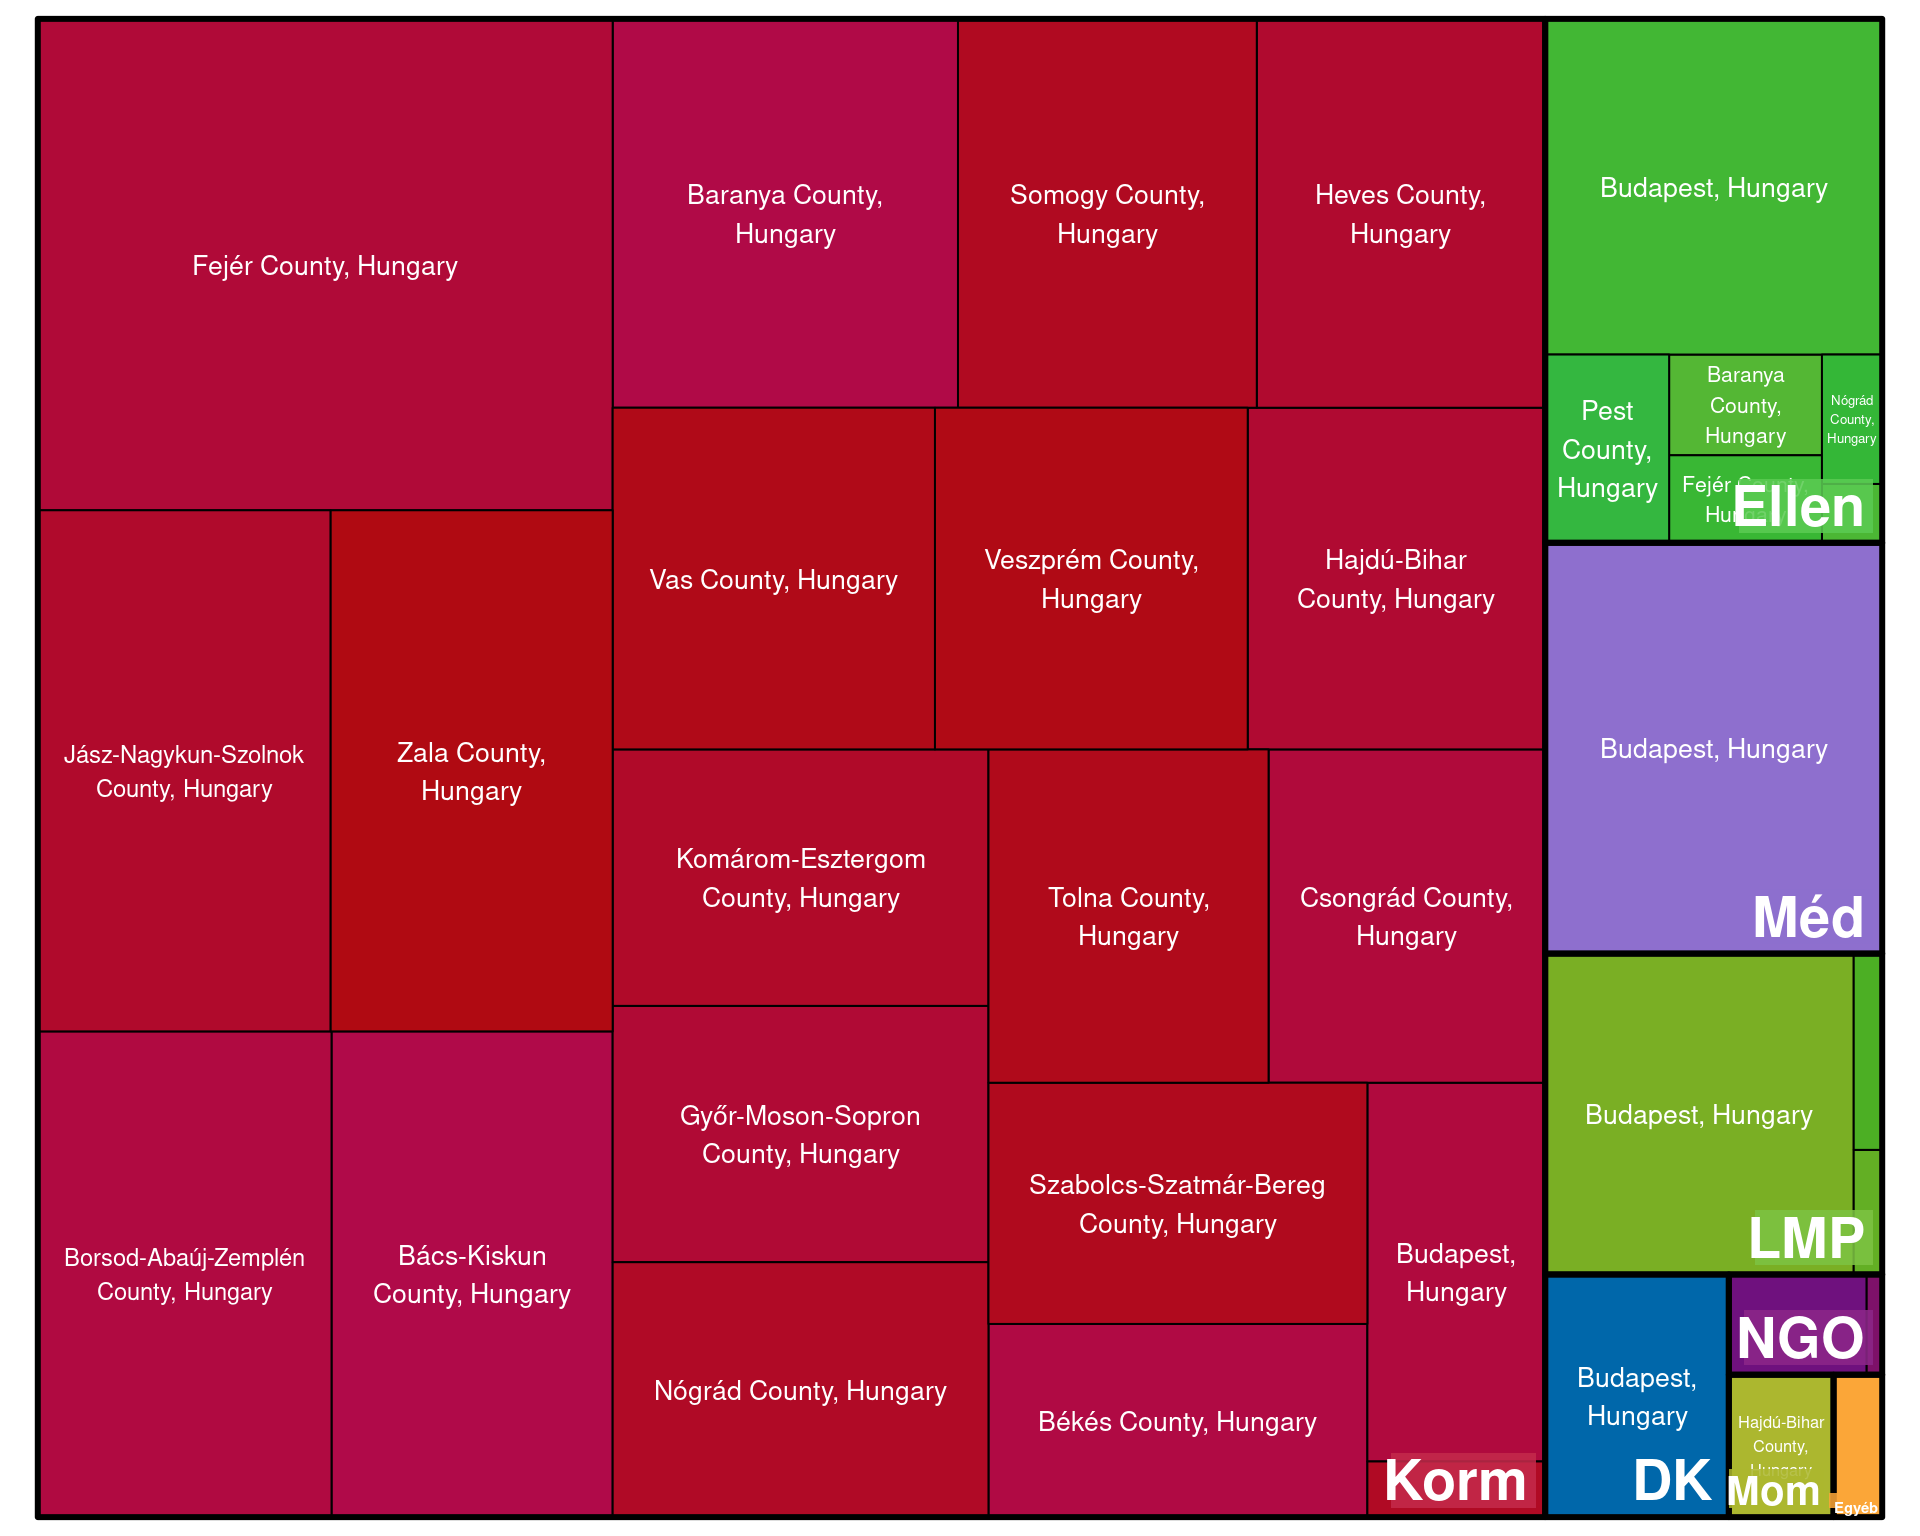 Fejér County, Hungary
Baranya County,
Hungary
Somogy County,
Hungary
Heves County,
Hungary
Vas County, Hungary
Veszprém County,
Hungary
Hajdú-Bihar
County, Hungary
Jász-Nagykun-Szolnok
County, Hungary
Zala County,
Hungary
Komárom-Esztergom
County, Hungary
Tolna County,
Hungary
Csongrád County,
Hungary
Borsod-Abaúj-Zemplén
County, Hungary
Bács-Kiskun
County, Hungary
Győr-Moson-Sopron
County, Hungary
Nógrád County, Hungary
Szabolcs-Szatmár-Bereg
County, Hungary
Békés County, Hungary
Budapest,
Hungary
Korm
Budapest, Hungary
Pest
County,
Hungary
Baranya
County,
Hungary
Nógrád
County,
Hungary
Fejér County,
Hungary
Ellen
Budapest, Hungary
Méd
Budapest, Hungary
LMP
Budapest,
Hungary
DK
NGO
Hajdú-Bihar
County,
Hungary
Mom
Egyéb